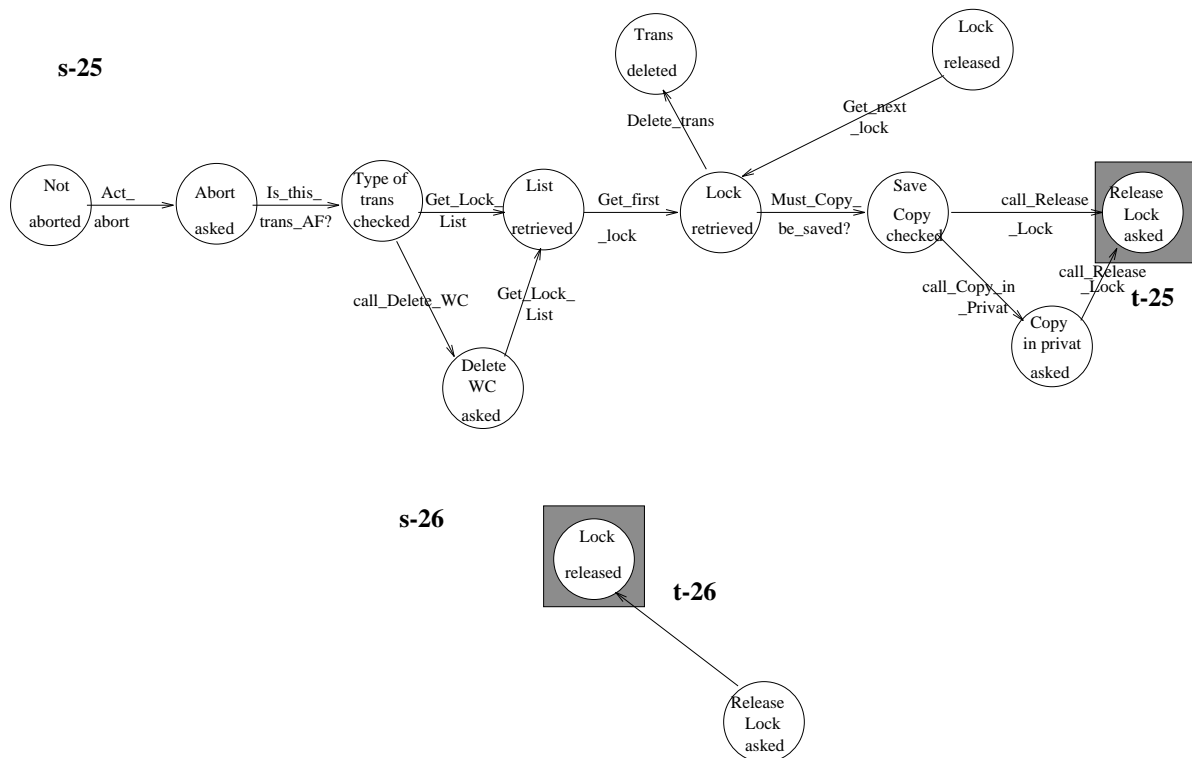 s-25
Trans
deleted
Lock
released
Delete_trans
Get_next
_lock
Not
aborted
Act_
abort
Abort
asked
Is_this_
trans_AF?
Type of
trans
checked
Get_Lock_
List
List
retrieved
Get_first
_lock
Lock
retrieved
Must_Copy_
be_saved?
Save
Copy
checked
call_Release
_Lock
Release
Lock
asked
t-25
call_Delete_WC
Get_Lock_
List
Delete
WC
asked
call_Copy_in
_Privat
call_Release
_Lock
Copy
in privat
asked
s-26
Lock
released
t-26
Release
Lock
asked